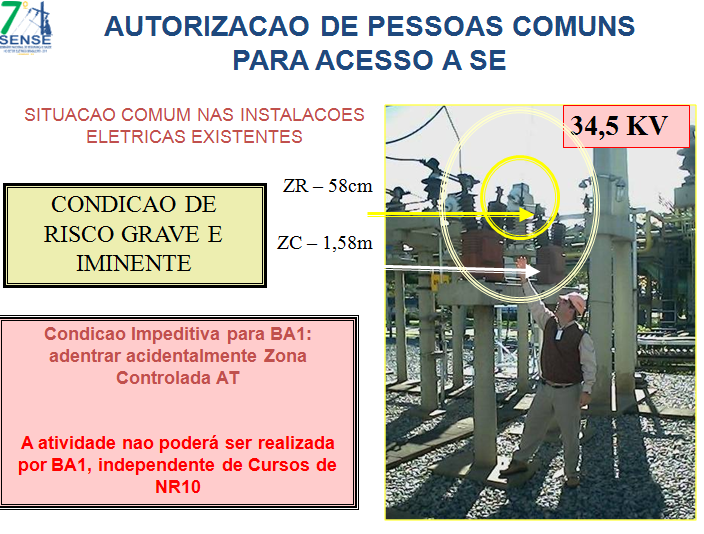 7º
SENSE
AUTORIZACAO DE PESSOAS COMUNS
PARA ACESSO A SE
SITUACAO COMUM NAS INSTALACOES
ELETRICAS EXISTENTES
34,5 KV
ZR – 58cm
CONDICAO DE
RISCO GRAVE E
IMINENTE
ZC – 1,58m
Condicao Impeditiva para BA1:
adentrar acidentalmente Zona
Controlada AT
A atividade nao poderá ser realizada
por BA1, independente de Cursos de
NR10